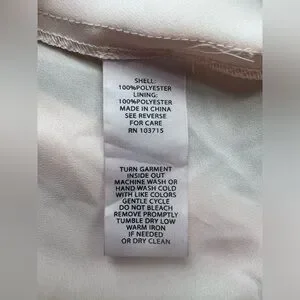 SHELL:
100%POLYESTER
LINING:
100%POLYESTER
MADE IN CHINA
SEE REVERSE
FOR CARE
RN 103715
TURN GARMENT
INSIDE OUT
MACHINE WASH OR
HAND WASH COLD
WITH LIKE COLORS
GENTLE CYCLE
DO NOT BLEACH
REMOVE PROMPTLY
TUMBLE DRY LOW
WARM IRON
IF NEEDED
OR DRY CLEAN